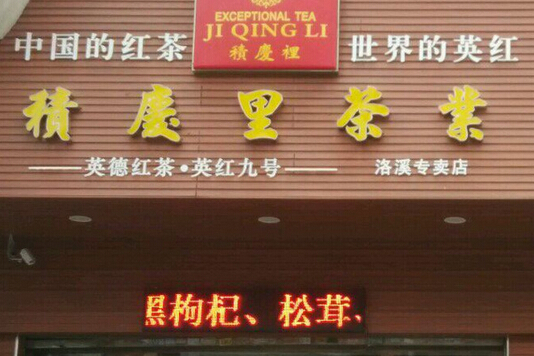 中国的红茶
EXCEPTIONAL TEA
JI QING LI
積慶裡
世界的英红
積慶里茶業
英德红茶·英红九号
洛溪专卖店
黑枸杞、松茸、